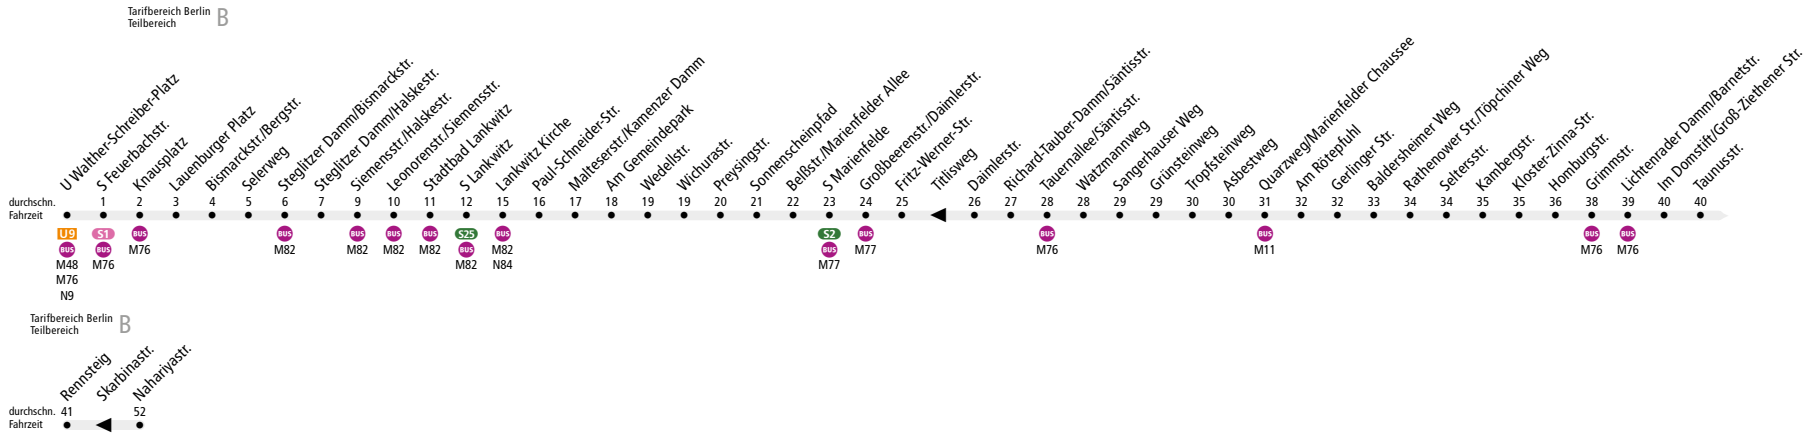 Tarifbereich Berlin
Teilbereich B
U Walther-Schreiber-Platz
S Feuerbachstr.
Knausplatz
Lauenburger Platz
Bismarckstr./Bergstr.
Selerweg
Steglitzer Damm/Bismarckstr.
Steglitzer Damm/Halskestr.
Siemensstr./Halskestr.
Leonorenstr./Siemensstr.
Stadtbad Lankwitz
S Lankwitz
Lankwitz Kirche
Paul-Schneider-Str.
Malteserstr./Kamenzer Damm
Am Gemeindepark
Wedellstr.
Wichurastr.
Preysingstr.
Sonnenscheinpfad
Belßstr./Marienfelder Allee
S Marienfelde
Großbeerenstr./Daimlerstr.
Fritz-Werner-Str.
Titlisweg
Daimlerstr.
Richard-Tauber-Damm/Säntisstr.
Tauernallee/Säntisstr.
Watzmannweg
Sangerhauser Weg
Grünsteinweg
Tropfsteinweg
Asbestweg
Quarzweg/Marienfelder Chaussee
Am Rötepfuhl
Gerlinger Str.
Baldersheimer Weg
Rathenower Str./Töpchiner Weg
Selterstr.
Kambergstr.
Kloster-Zinna-Str.
Homburgstr.
Grimmstr.
Lichtenrader Damm/Barnetstr.
Im Domstift/Groß-Ziethener Str.
Taunusstr.
durchschn. 1 2 3 4 5 6 7 9 10 11 12 15 16 17 18 19 19 20 21 22 23 24 25 26 27 28 28 29 29 30 30 31 32 32 33 34 34 35 35 36 38 39 40 40
Fahrzeit
U9 S1 BUS BUS BUS BUS BUS S25 BUS S2 BUS BUS BUS BUS BUS
BUS BUS M76 M82 M82 M82 M82 BUS M82 BUS M77 M76 M11 M76 M76
M48 M76 M82 N84 M77
M76
N9
Tarifbereich Berlin
Teilbereich B
Rennsteig
Skarbinastr.
Nahariyastr.
durchschn. 41 52
Fahrzeit